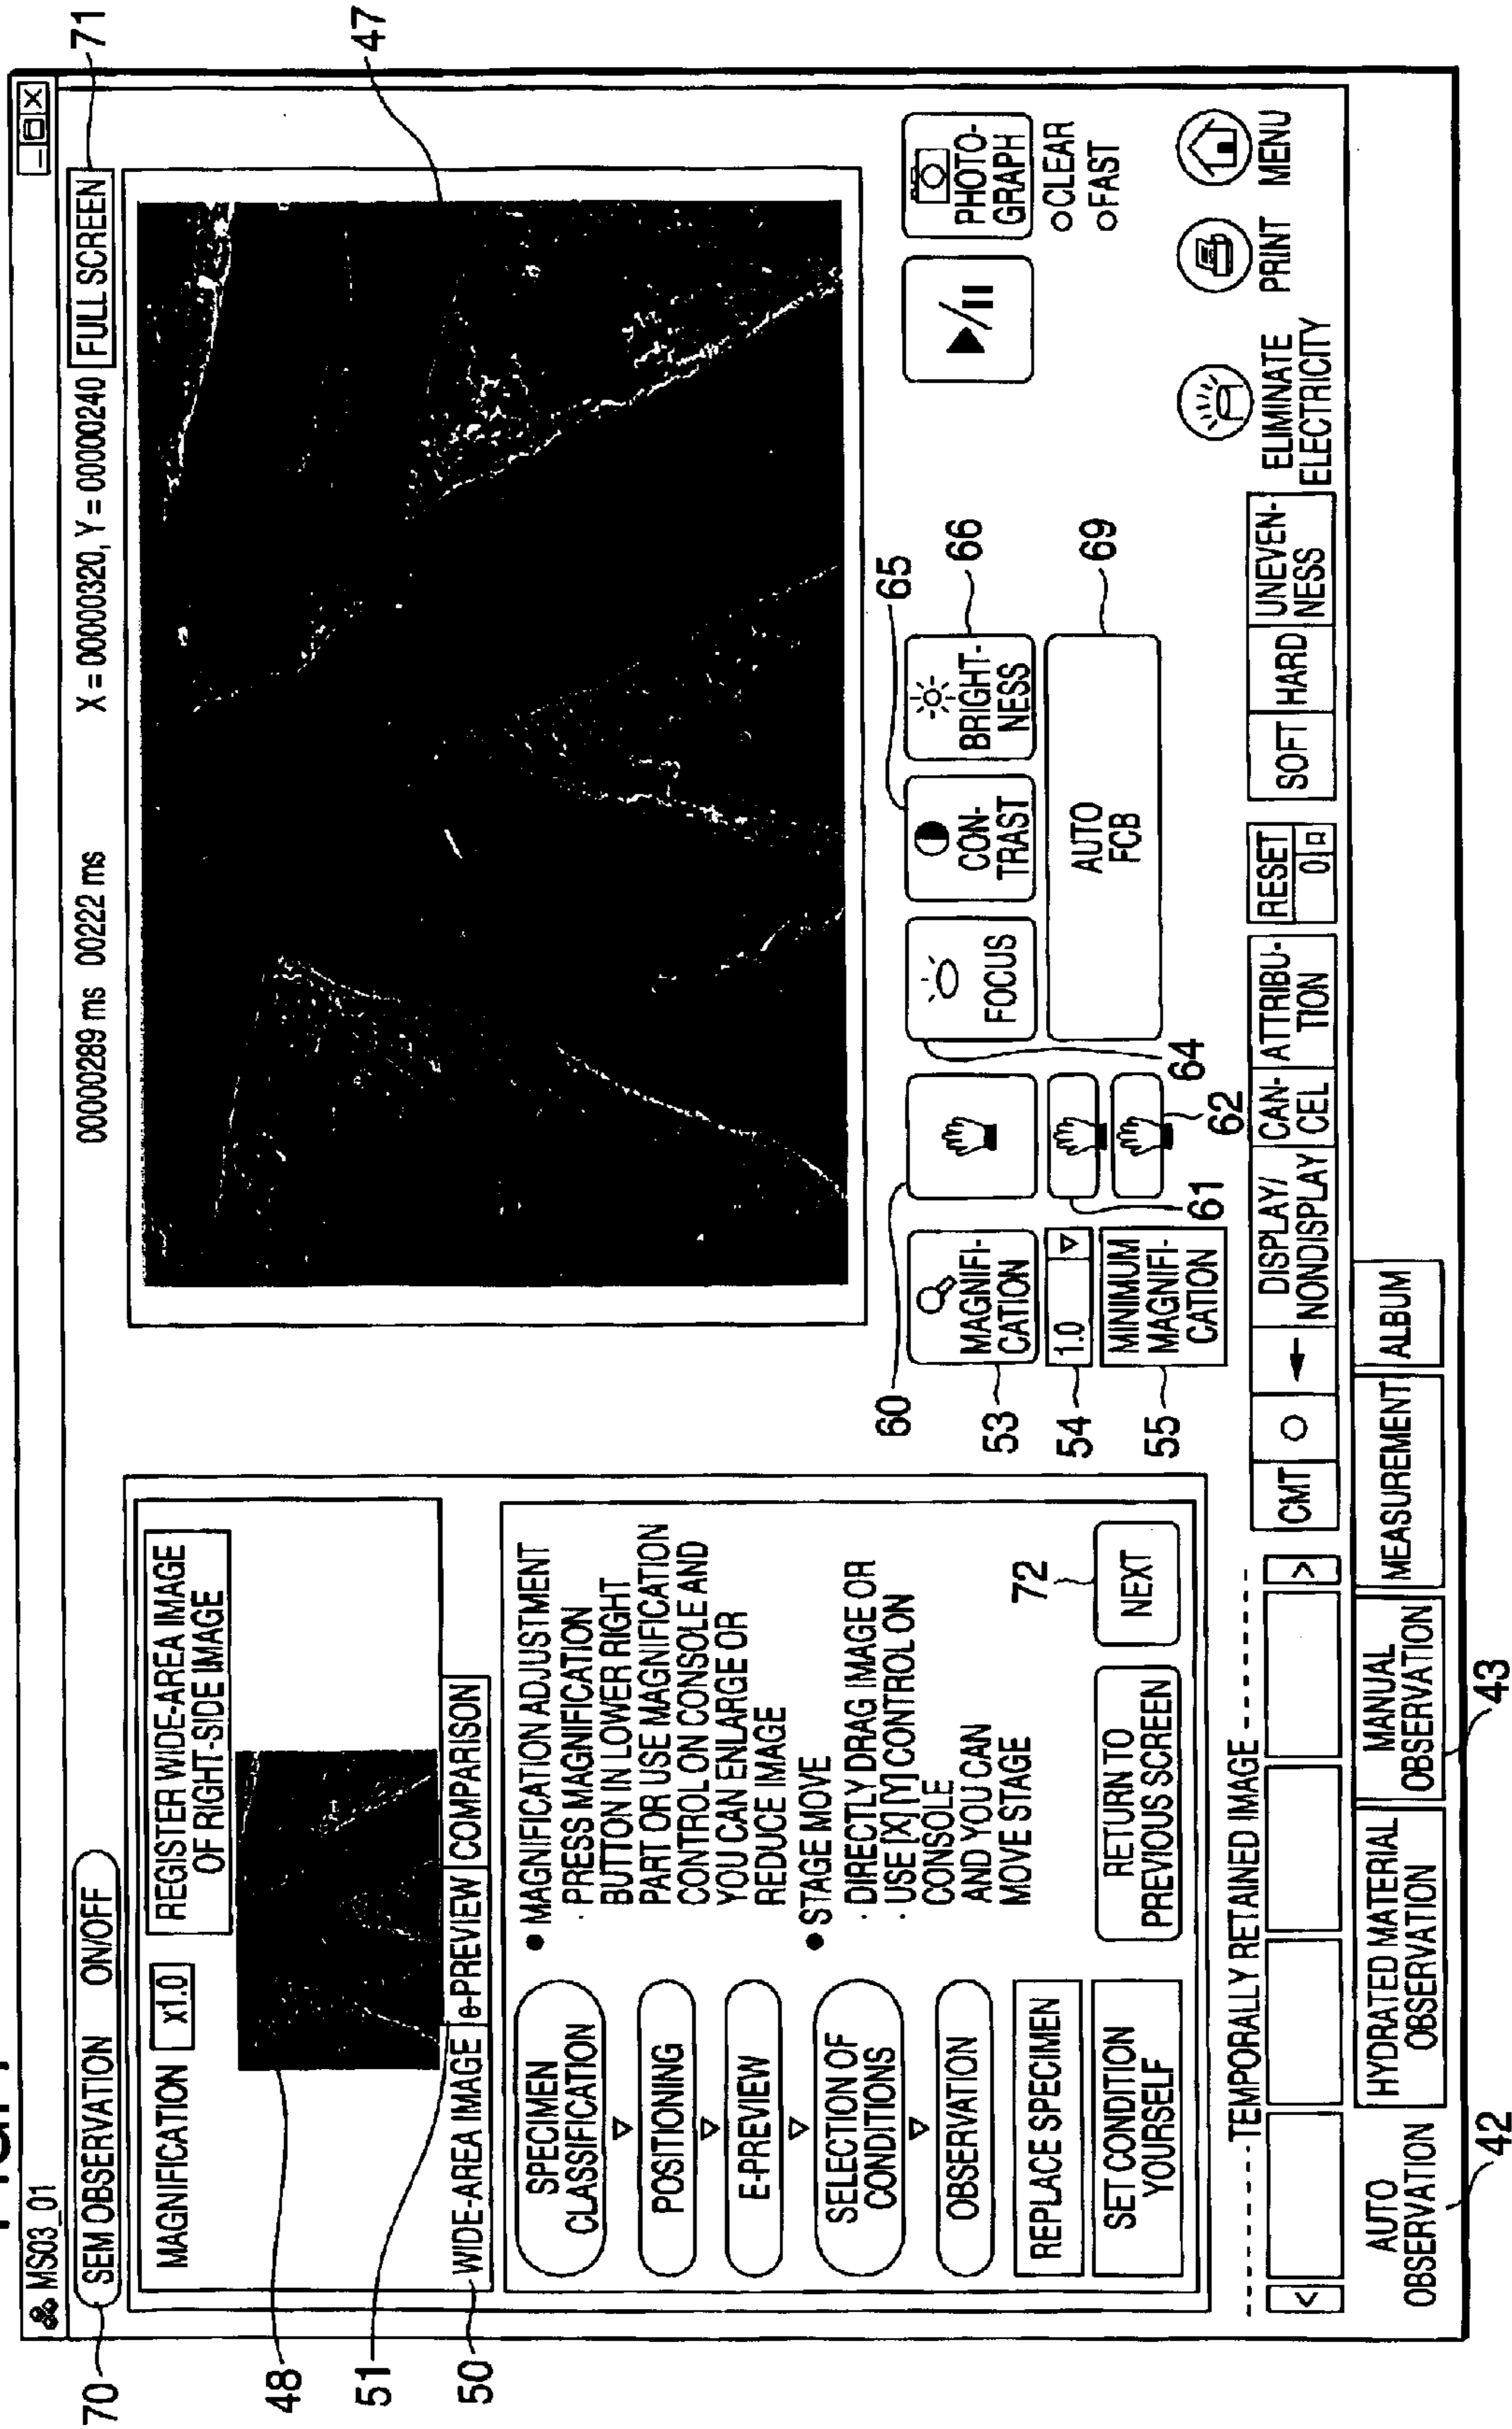 MS03_01
70
SEM OBSERVATION ON/OFF
00000289 ms 00222 ms
X = 00000320, Y = 00000240
FULL SCREEN
71
MAGNIFICATION
x1.0
REGISTER WIDE-AREA IMAGE
OF RIGHT-SIDE IMAGE
48
51
50
WIDE-AREA IMAGE
e-PREVIEW
COMPARISON
47
SPECIMEN
CLASSIFICATION
POSITIONING
E-PREVIEW
SELECTION OF
CONDITIONS
OBSERVATION
REPLACE SPECIMEN
SET CONDITION
YOURSELF
● MAGNIFICATION ADJUSTMENT
· PRESS MAGNIFICATION
BUTTON IN LOWER RIGHT
PART OR USE MAGNIFICATION
CONTROL ON CONSOLE AND
YOU CAN ENLARGE OR
REDUCE IMAGE
● STAGE MOVE
· DIRECTLY DRAG IMAGE OR
· USE [X] [Y] CONTROL ON
CONSOLE
AND YOU CAN
MOVE STAGE
RETURN TO
PREVIOUS SCREEN
72
NEXT
60
53
MAGNIFI-
CATION
54
1.0
55
MINIMUM
MAGNIFI-
CATION
61
62
64
FOCUS
65
CON-
TRAST
66
BRIGHT-
NESS
69
AUTO
FCB
PHOTO-
GRAPH
CLEAR
FAST
TEMPORALLY RETAINED IMAGE
<
>
CMT
DISPLAY/
NONDISPLAY
CAN-
CEL
ATTRIBU-
TION
RESET
0
SOFT
HARD
UNEVEN-
NESS
ELIMINATE
ELECTRICITY
PRINT
MENU
AUTO
OBSERVATION
HYDRATED MATERIAL
OBSERVATION
MANUAL
OBSERVATION
MEASUREMENT
ALBUM
42
43